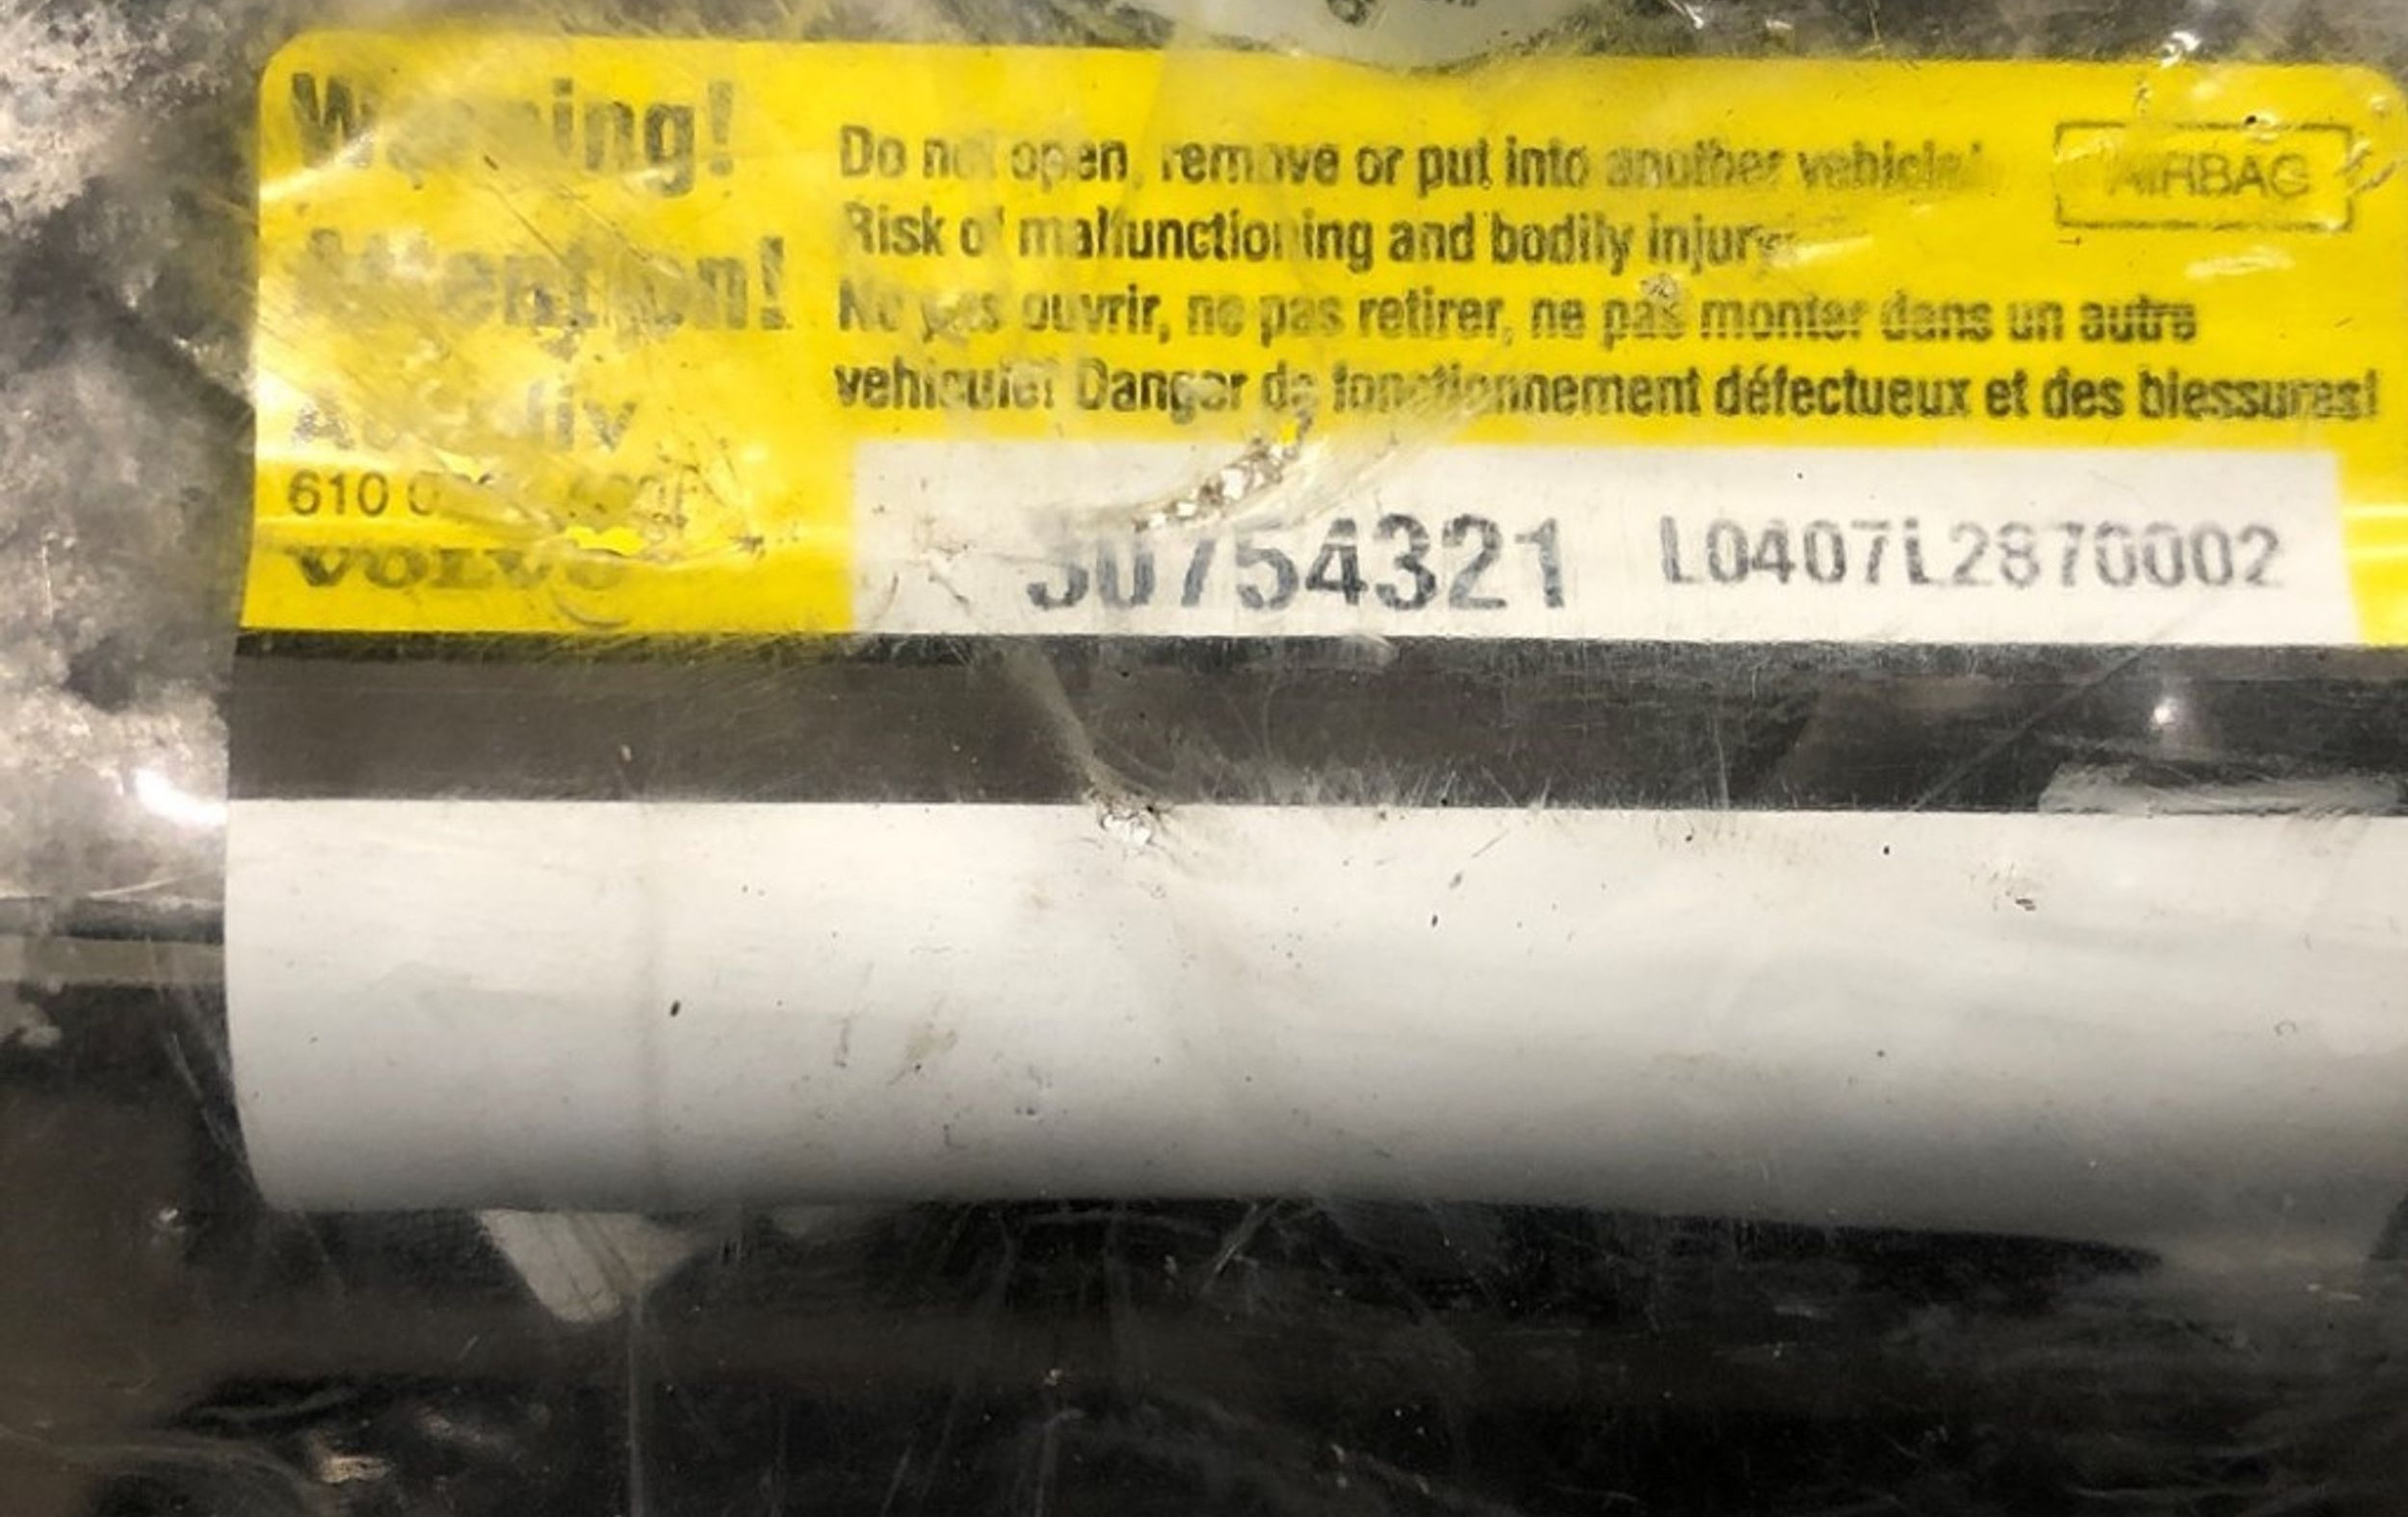 Warning!
Attention!
Autoliv
610 0
VOLVO
Do not open, remove or put into another vehicle!
Risk of malfunctioning and bodily injury.
AIRBAG
Ne pas ouvrir, ne pas retirer, ne pas monter dans un autre
vehicule! Danger de fonctionnement défectueux et des blessures!
30754321 L0407L2870002